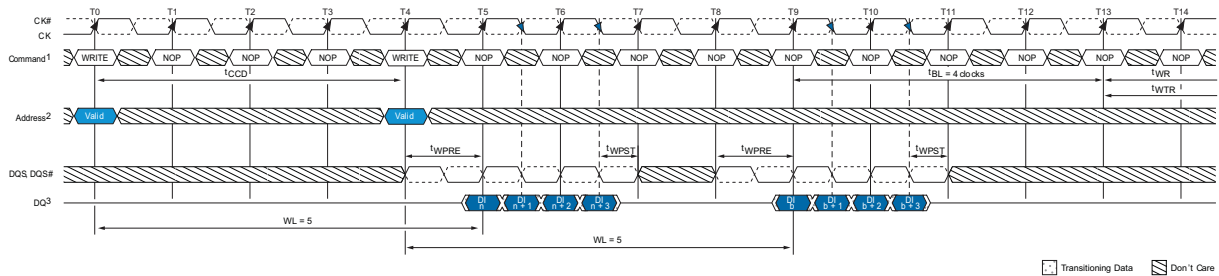 T0 T1 T2 T3 T4 T5 T6 T7 T8 T9 T10 T11 T12 T13 T14
CK#
CK
Command1 WRITE NOP NOP NOP WRITE NOP NOP NOP NOP NOP NOP NOP NOP NOP NOP
tCCD tBL = 4 clocks tWR
tWTR
Address2 Valid Valid
tWPRE tWPST tWPRE tWPST
DQS, DQS#
DQ3 DI n DI n + 1 DI n + 2 DI n + 3 DI b DI b + 1 DI b + 2 DI b + 3
WL = 5
WL = 5
Transitioning Data Don't Care